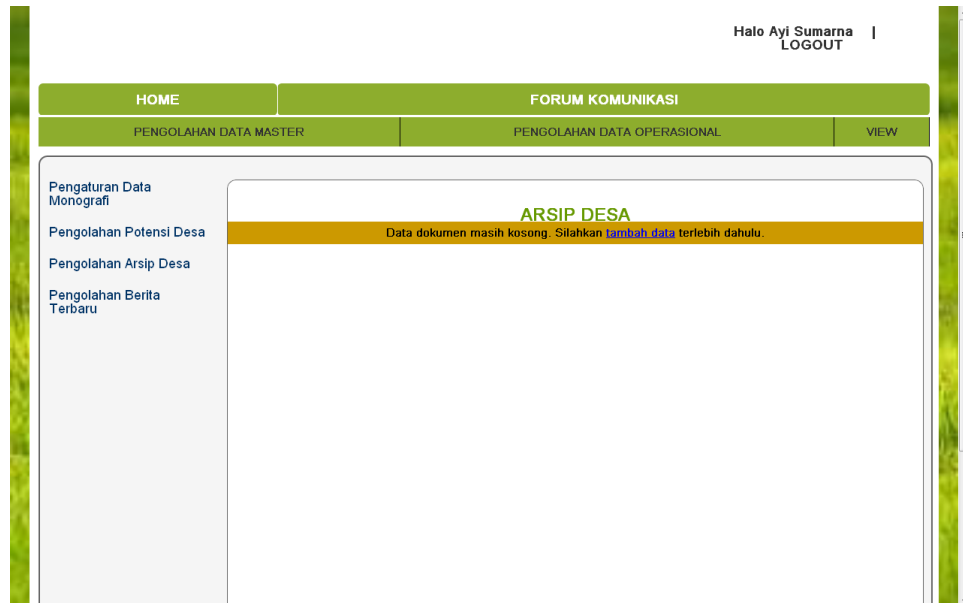 Halo Ayi Sumarna |
LOGOUT
HOME FORUM KOMUNIKASI
PENGOLAHAN DATA MASTER PENGOLAHAN DATA OPERASIONAL VIEW
Pengaturan Data
Monografi
Pengolahan Potensi Desa
Pengolahan Arsip Desa
Pengolahan Berita
Terbaru
ARSIP DESA
Data dokumen masih kosong. Silahkan tambah data terlebih dahulu.